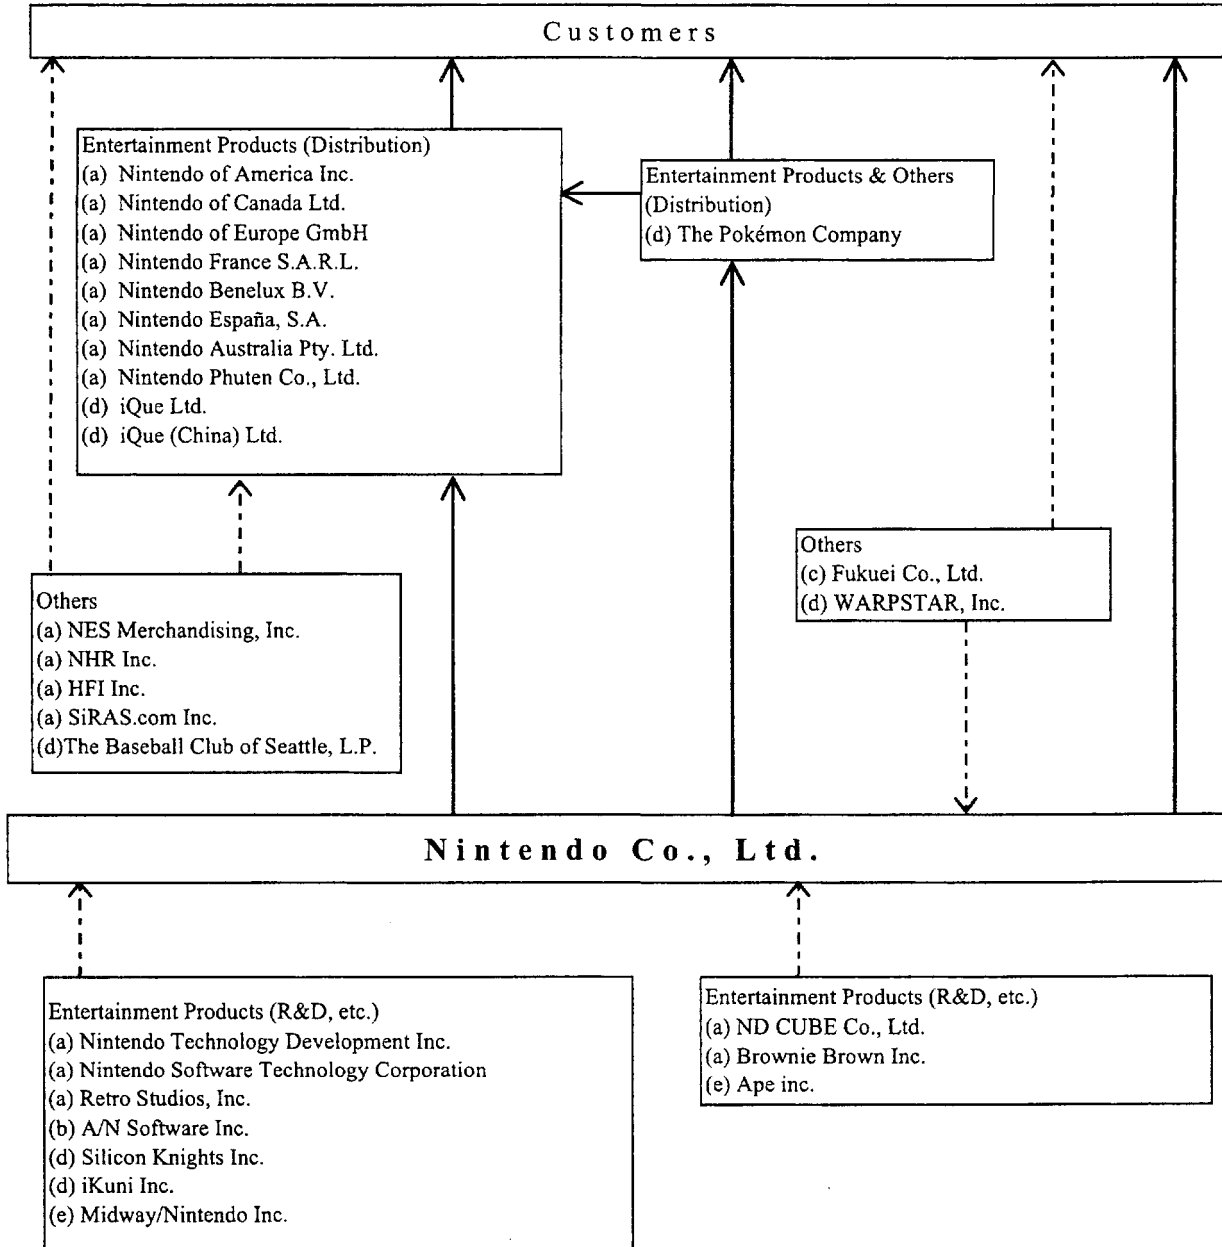 Customers
Entertainment Products (Distribution)
(a) Nintendo of America Inc.
(a) Nintendo of Canada Ltd.
(a) Nintendo of Europe GmbH
(a) Nintendo France S.A.R.L.
(a) Nintendo Benelux B.V.
(a) Nintendo España, S.A.
(a) Nintendo Australia Pty. Ltd.
(a) Nintendo Phuten Co., Ltd.
(d) iQue Ltd.
(d) iQue (China) Ltd.
Entertainment Products & Others
(Distribution)
(d) The Pokémon Company
Others
(c) Fukuei Co., Ltd.
(d) WARPSTAR, Inc.
Others
(a) NES Merchandising, Inc.
(a) NHR Inc.
(a) HFI Inc.
(a) SiRAS.com Inc.
(d)The Baseball Club of Seattle, L.P.
Nintendo Co., Ltd.
Entertainment Products (R&D, etc.)
(a) Nintendo Technology Development Inc.
(a) Nintendo Software Technology Corporation
(a) Retro Studios, Inc.
(b) A/N Software Inc.
(d) Silicon Knights Inc.
(d) iKuni Inc.
(e) Midway/Nintendo Inc.
Entertainment Products (R&D, etc.)
(a) ND CUBE Co., Ltd.
(a) Brownie Brown Inc.
(e) Ape inc.